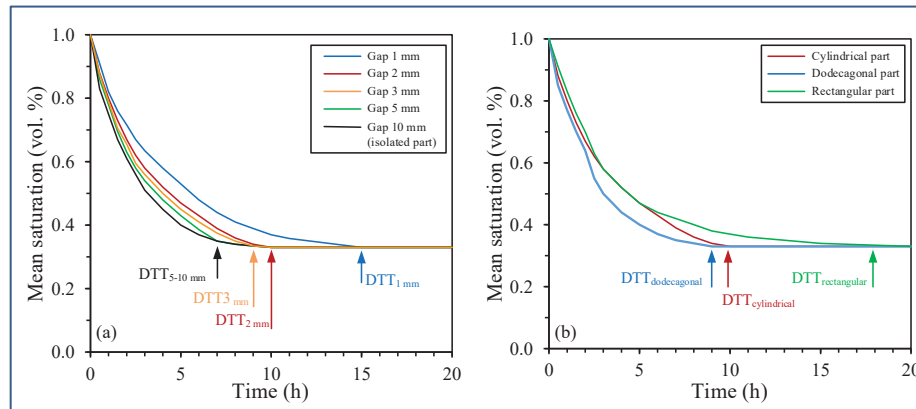 Mean saturation (vol. %)
1.0
0.8
0.6
0.4
0.2
0.0
Gap 1 mm
Gap 2 mm
Gap 3 mm
Gap 5 mm
Gap 10 mm
(isolated part)
DTT5-10 mm
DTT3 mm
DTT2 mm
DTT1 mm
(a)
0
5
10
15
20
Time (h)
Mean saturation (vol. %)
1.0
0.8
0.6
0.4
0.2
0.0
Cylindrical part
Dodecagonal part
Rectangular part
DTTdodecagonal
DTTcylindrical
DTTrectangular
(b)
0
5
10
15
20
Time (h)